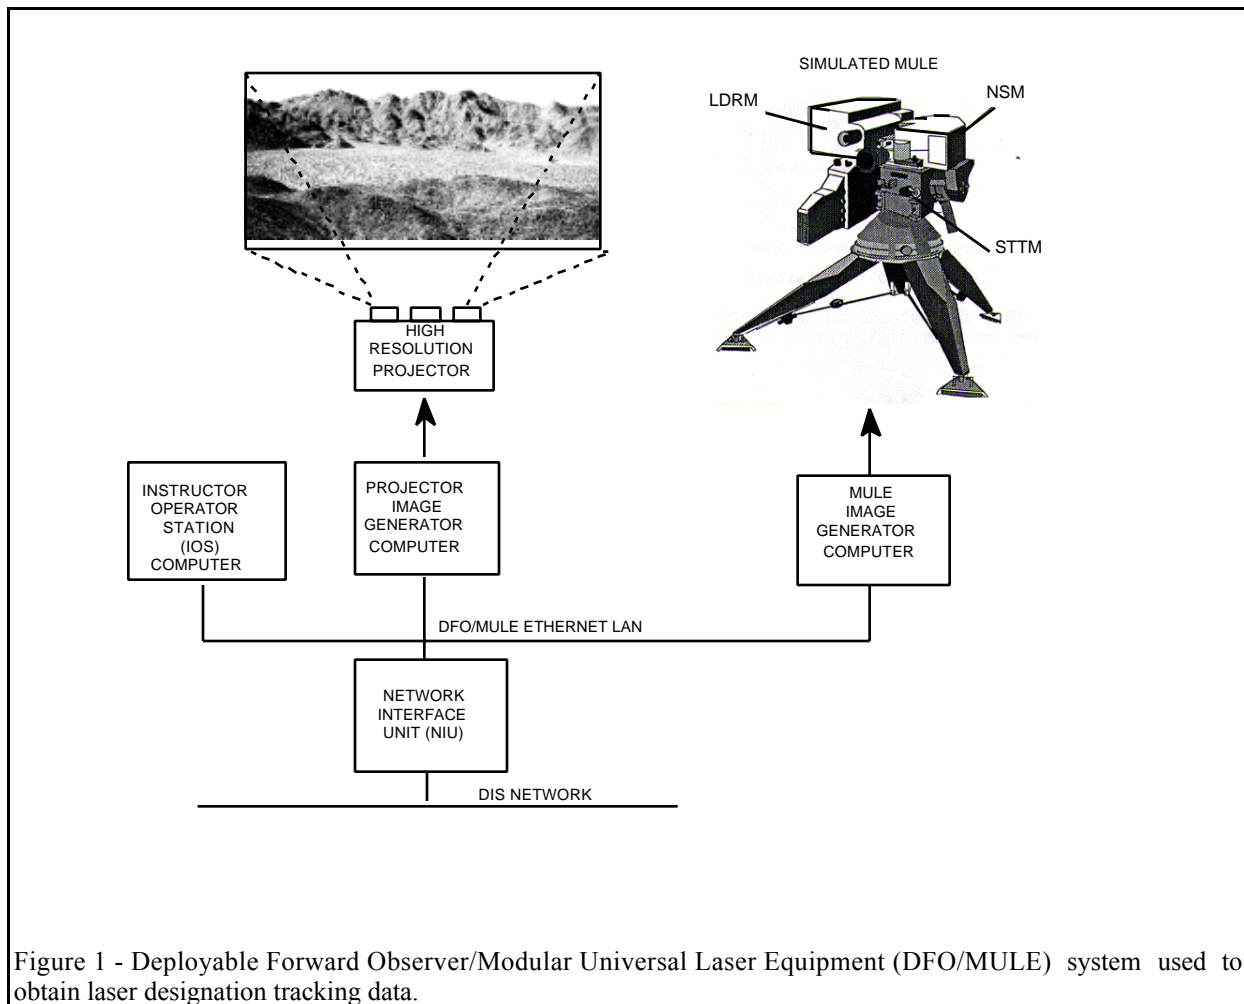 SIMULATED MULE
LDRM
NSM
STTM
HIGH
RESOLUTION
PROJECTOR
INSTRUCTOR
OPERATOR
STATION
(IOS)
COMPUTER
PROJECTOR
IMAGE
GENERATOR
COMPUTER
MULE
IMAGE
GENERATOR
COMPUTER
DFO/MULE ETHERNET LAN
NETWORK
INTERFACE
UNIT (NIU)
DIS NETWORK
Figure 1 - Deployable Forward Observer/Modular Universal Laser Equipment (DFO/MULE) system used to
obtain laser designation tracking data.